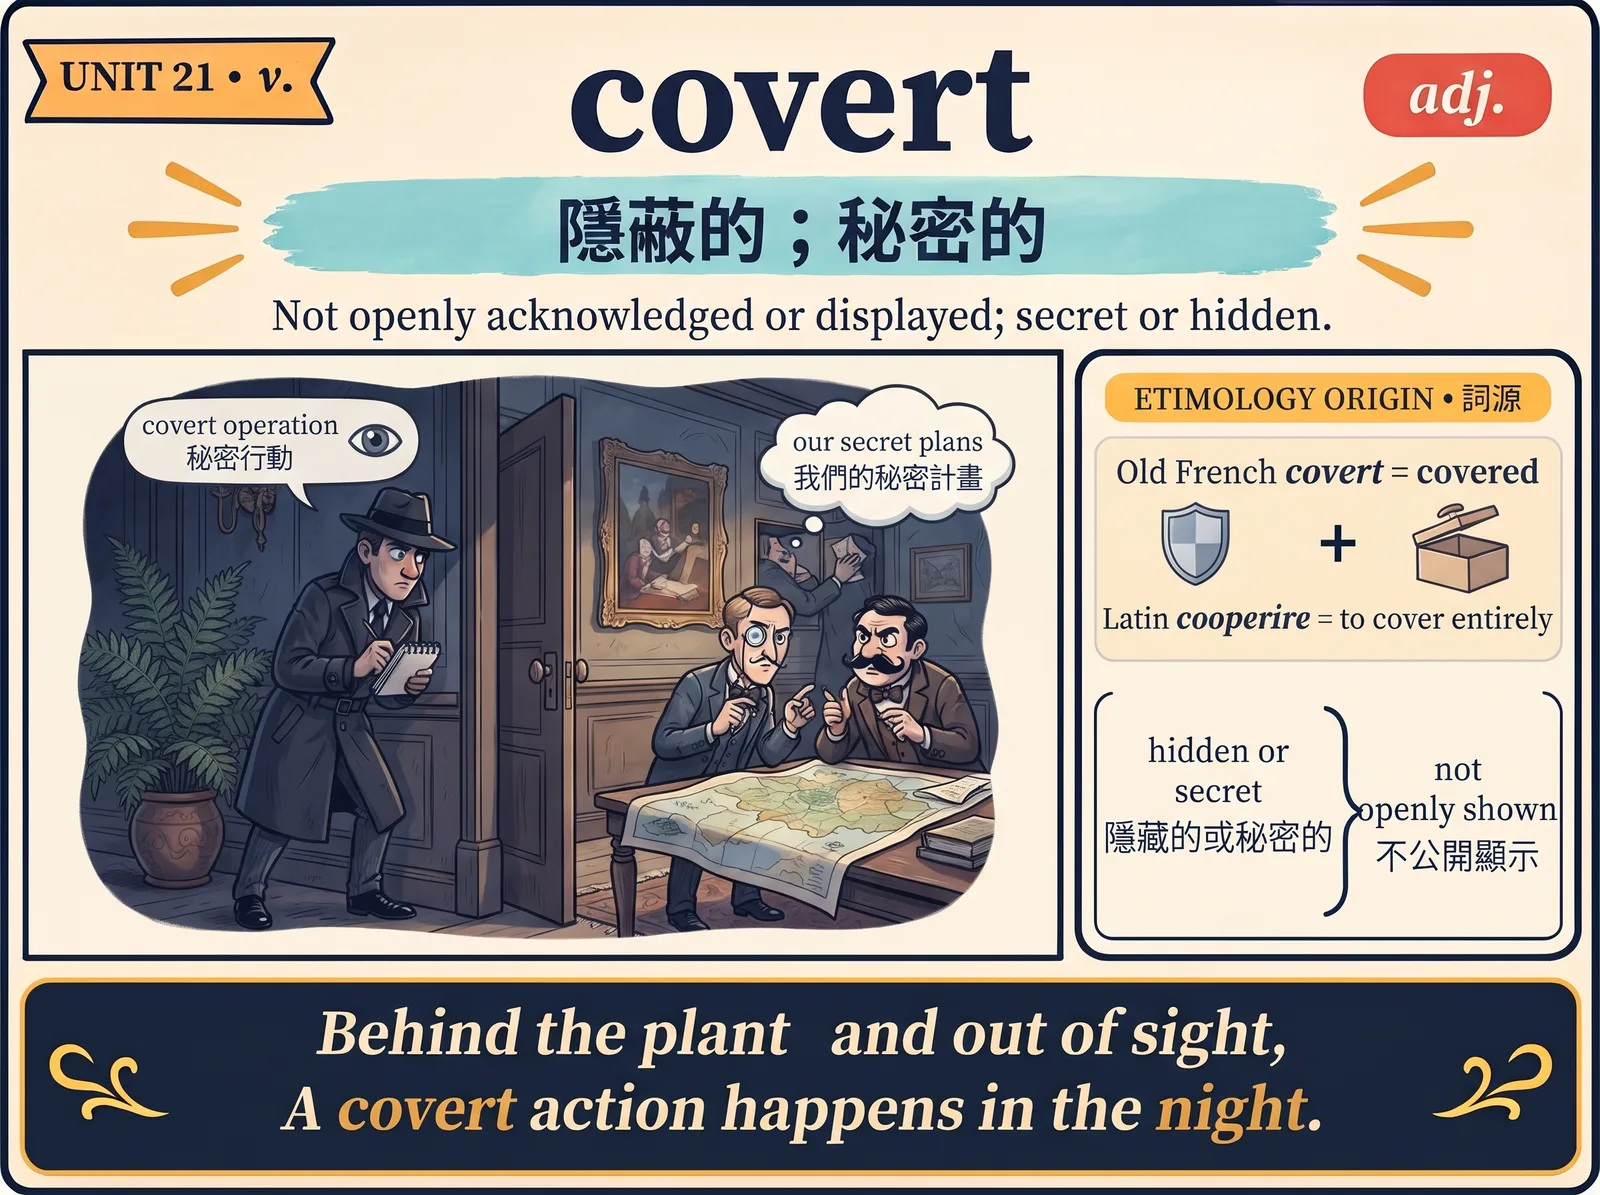 UNIT 21 • v.
covert
adj.
隱蔽的；秘密的
Not openly acknowledged or displayed; secret or hidden.
covert operation
秘密行動
our secret plans
我們的秘密計畫
ETIMOLOGY ORIGIN • 詞源
Old French covert = covered
+
Latin cooperire = to cover entirely
hidden or
secret
隱藏的或秘密的
not
openly shown
不公開顯示
Behind the plant and out of sight,
A covert action happens in the night.